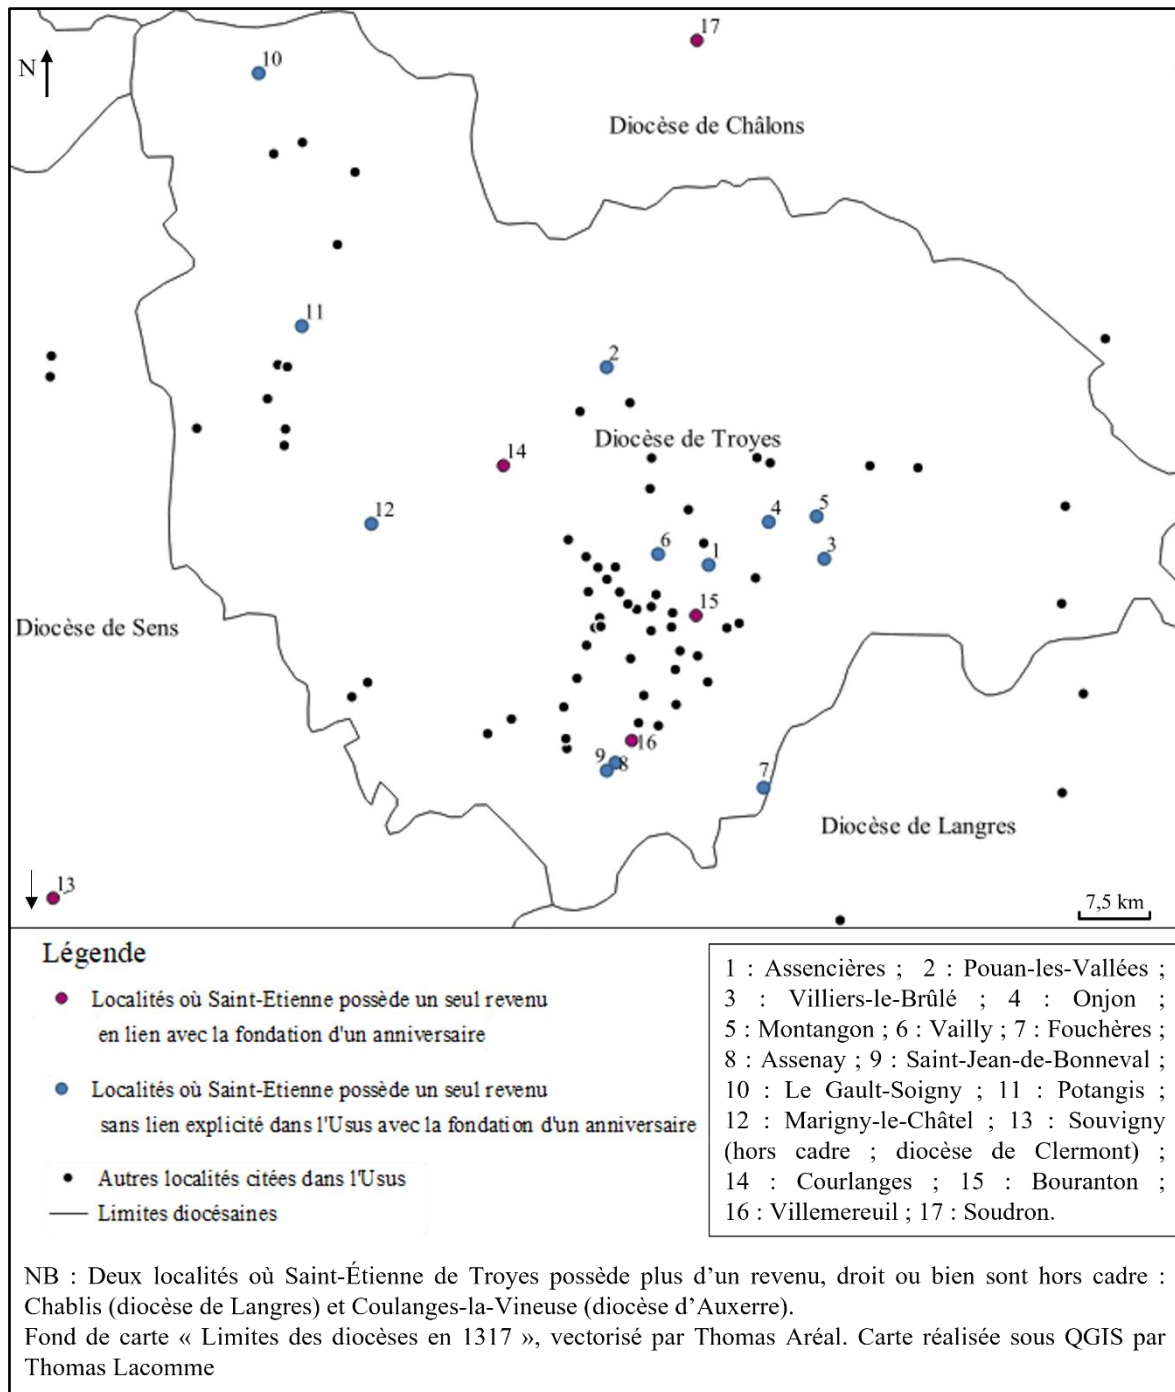 17
10
N
Diocèse de Châlons
11
2
Diocèse de Troyes
14
12
4
5
6
1
3
15
Diocèse de Sens
16
9
8
7
Diocèse de Langres
13
7,5 km
Légende
Localités où Saint-Etienne possède un seul revenu
en lien avec la fondation d'un anniversaire
Localités où Saint-Etienne possède un seul revenu
sans lien explicité dans l'Usus avec la fondation d'un anniversaire
Autres localités citées dans l'Usus
Limites diocésaines
1 : Assencières ; 2 : Pouan-les-Vallées ;
3 : Villiers-le-Brûlé ; 4 : Onjon ;
5 : Montangon ; 6 : Vailly ; 7 : Fouchères ;
8 : Assenay ; 9 : Saint-Jean-de-Bonneval ;
10 : Le Gault-Soigny ; 11 : Potangis ;
12 : Marigny-le-Châtel ; 13 : Souvigny
(hors cadre ; diocèse de Clermont) ;
14 : Courlanges ; 15 : Bouranton ;
16 : Villemereuil ; 17 : Soudron.
NB : Deux localités où Saint-Étienne de Troyes possède plus d’un revenu, droit ou bien sont hors cadre :
Chablis (diocèse de Langres) et Coulanges-la-Vineuse (diocèse d’Auxerre).
Fond de carte « Limites des diocèses en 1317 », vectorisé par Thomas Aréal. Carte réalisée sous QGIS par
Thomas Lacomme